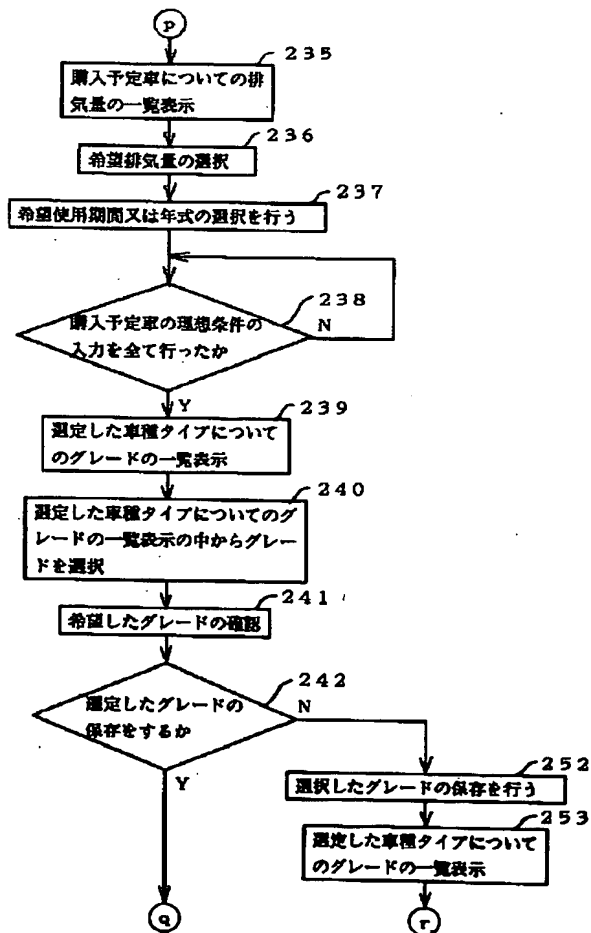 p
235
購入予定車についての排
気量の一覧表示
236
希望排気量の選択
237
希望使用期間又は年式の選択を行う
238
購入予定車の理想条件の
入力を全て行ったか
N
Y
239
選定した車種タイプについて
のグレードの一覧表示
240
選定した車種タイプについてのグ
レードの一覧表示の中からグレー
ドを選択
241
希望したグレードの確認
242
選定したグレードの
保存をするか
N
Y
252
選択したグレードの保存を行う
253
選定した車種タイプについて
のグレードの一覧表示
q
r